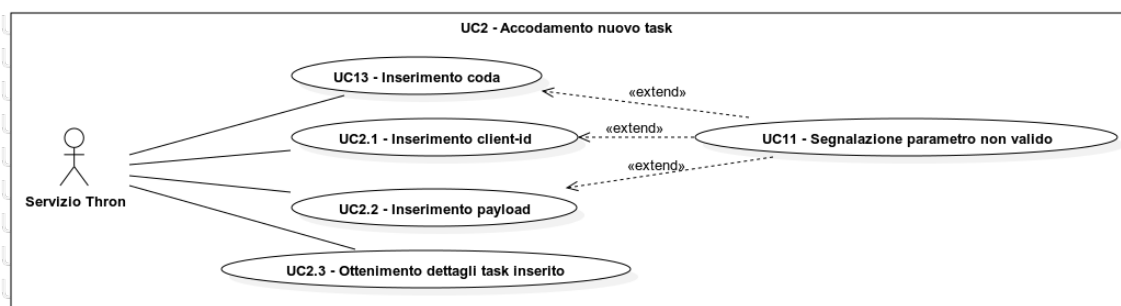 UC2 - Accodamento nuovo task
UC13 - Inserimento coda
«extend»
UC2.1 - Inserimento client-id
«extend»
UC11 - Segnalazione parametro non valido
«extend»
Servizio Thron
UC2.2 - Inserimento payload
UC2.3 - Ottenimento dettagli task inserito